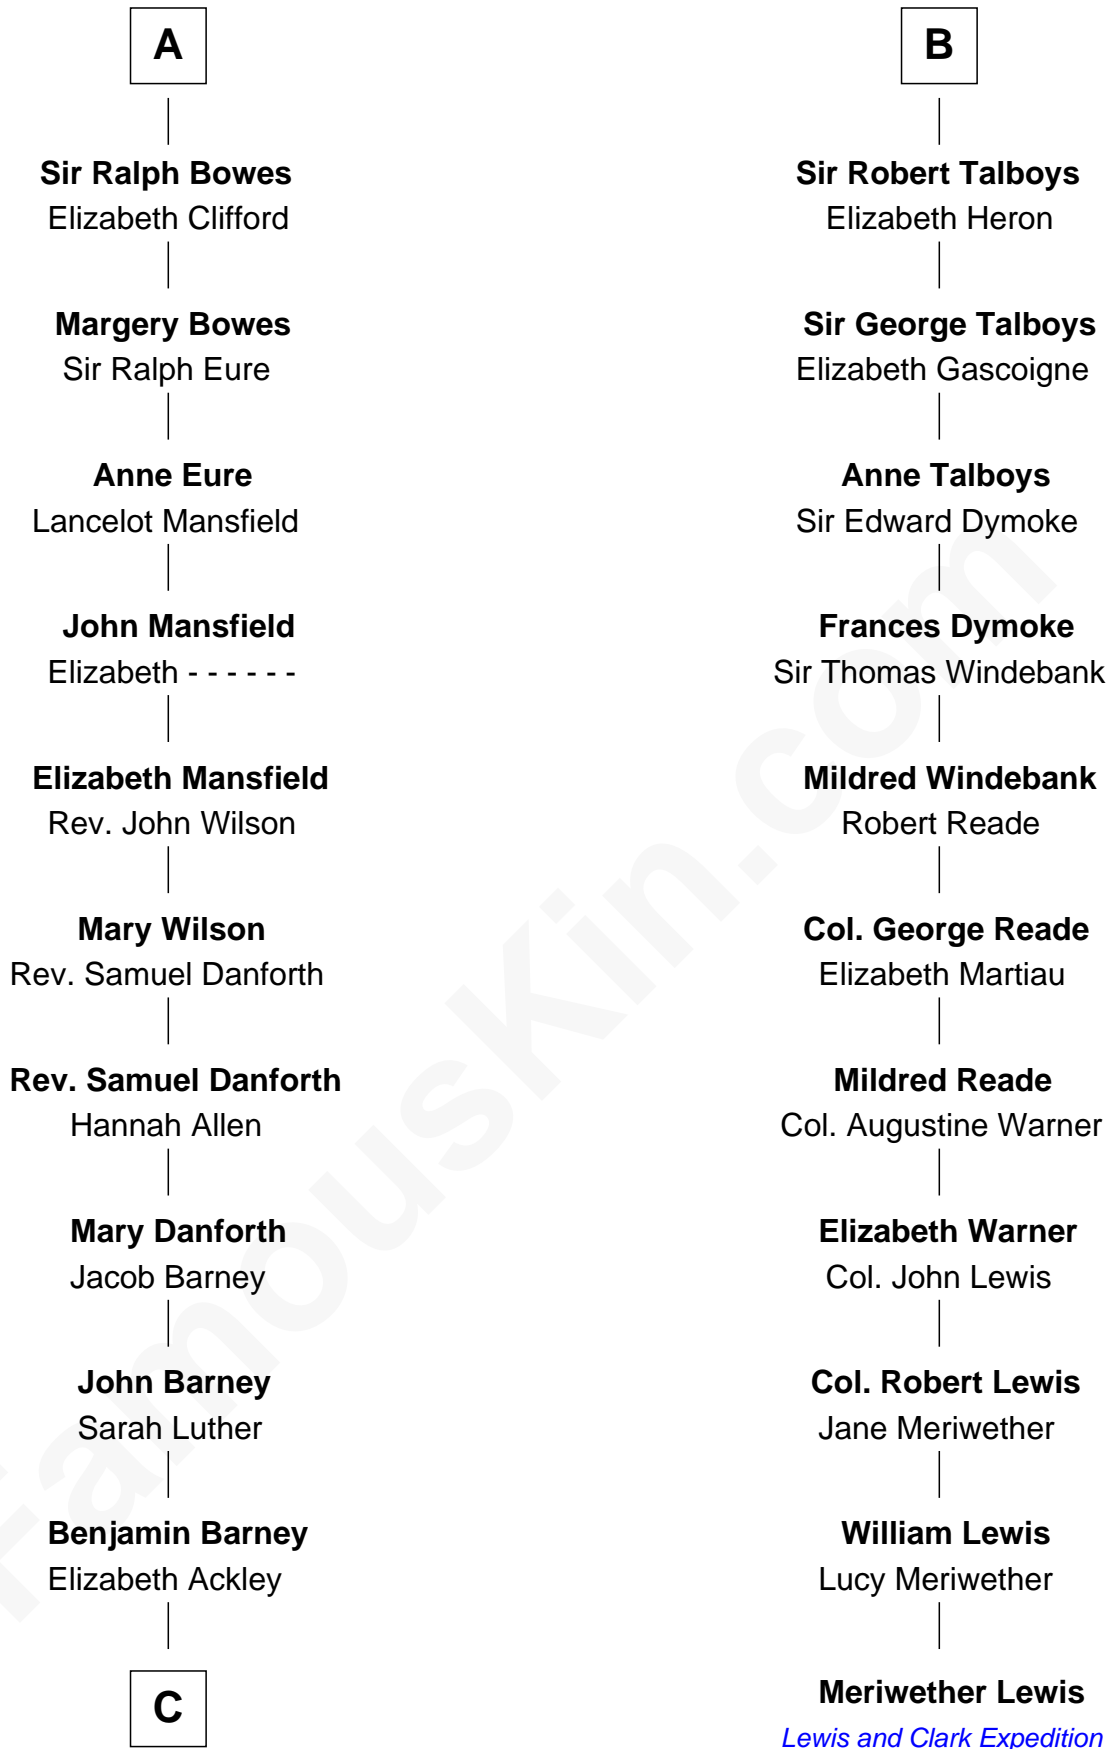 A
Sir Ralph Bowes
Elizabeth Clifford
Margery Bowes
Sir Ralph Eure
Anne Eure
Lancelot Mansfield
John Mansfield
Elizabeth - - - - - -
Elizabeth Mansfield
Rev. John Wilson
Mary Wilson
Rev. Samuel Danforth
Rev. Samuel Danforth
Hannah Allen
Mary Danforth
Jacob Barney
John Barney
Sarah Luther
Benjamin Barney
Elizabeth Ackley
C
B
Sir Robert Talboys
Elizabeth Heron
Sir George Talboys
Elizabeth Gascoigne
Anne Talboys
Sir Edward Dymoke
Frances Dymoke
Sir Thomas Windebank
Mildred Windebank
Robert Reade
Col. George Reade
Elizabeth Martiau
Mildred Reade
Col. Augustine Warner
Elizabeth Warner
Col. John Lewis
Col. Robert Lewis
Jane Meriwether
William Lewis
Lucy Meriwether
Meriwether Lewis
Lewis and Clark Expedition
FamousKin.com